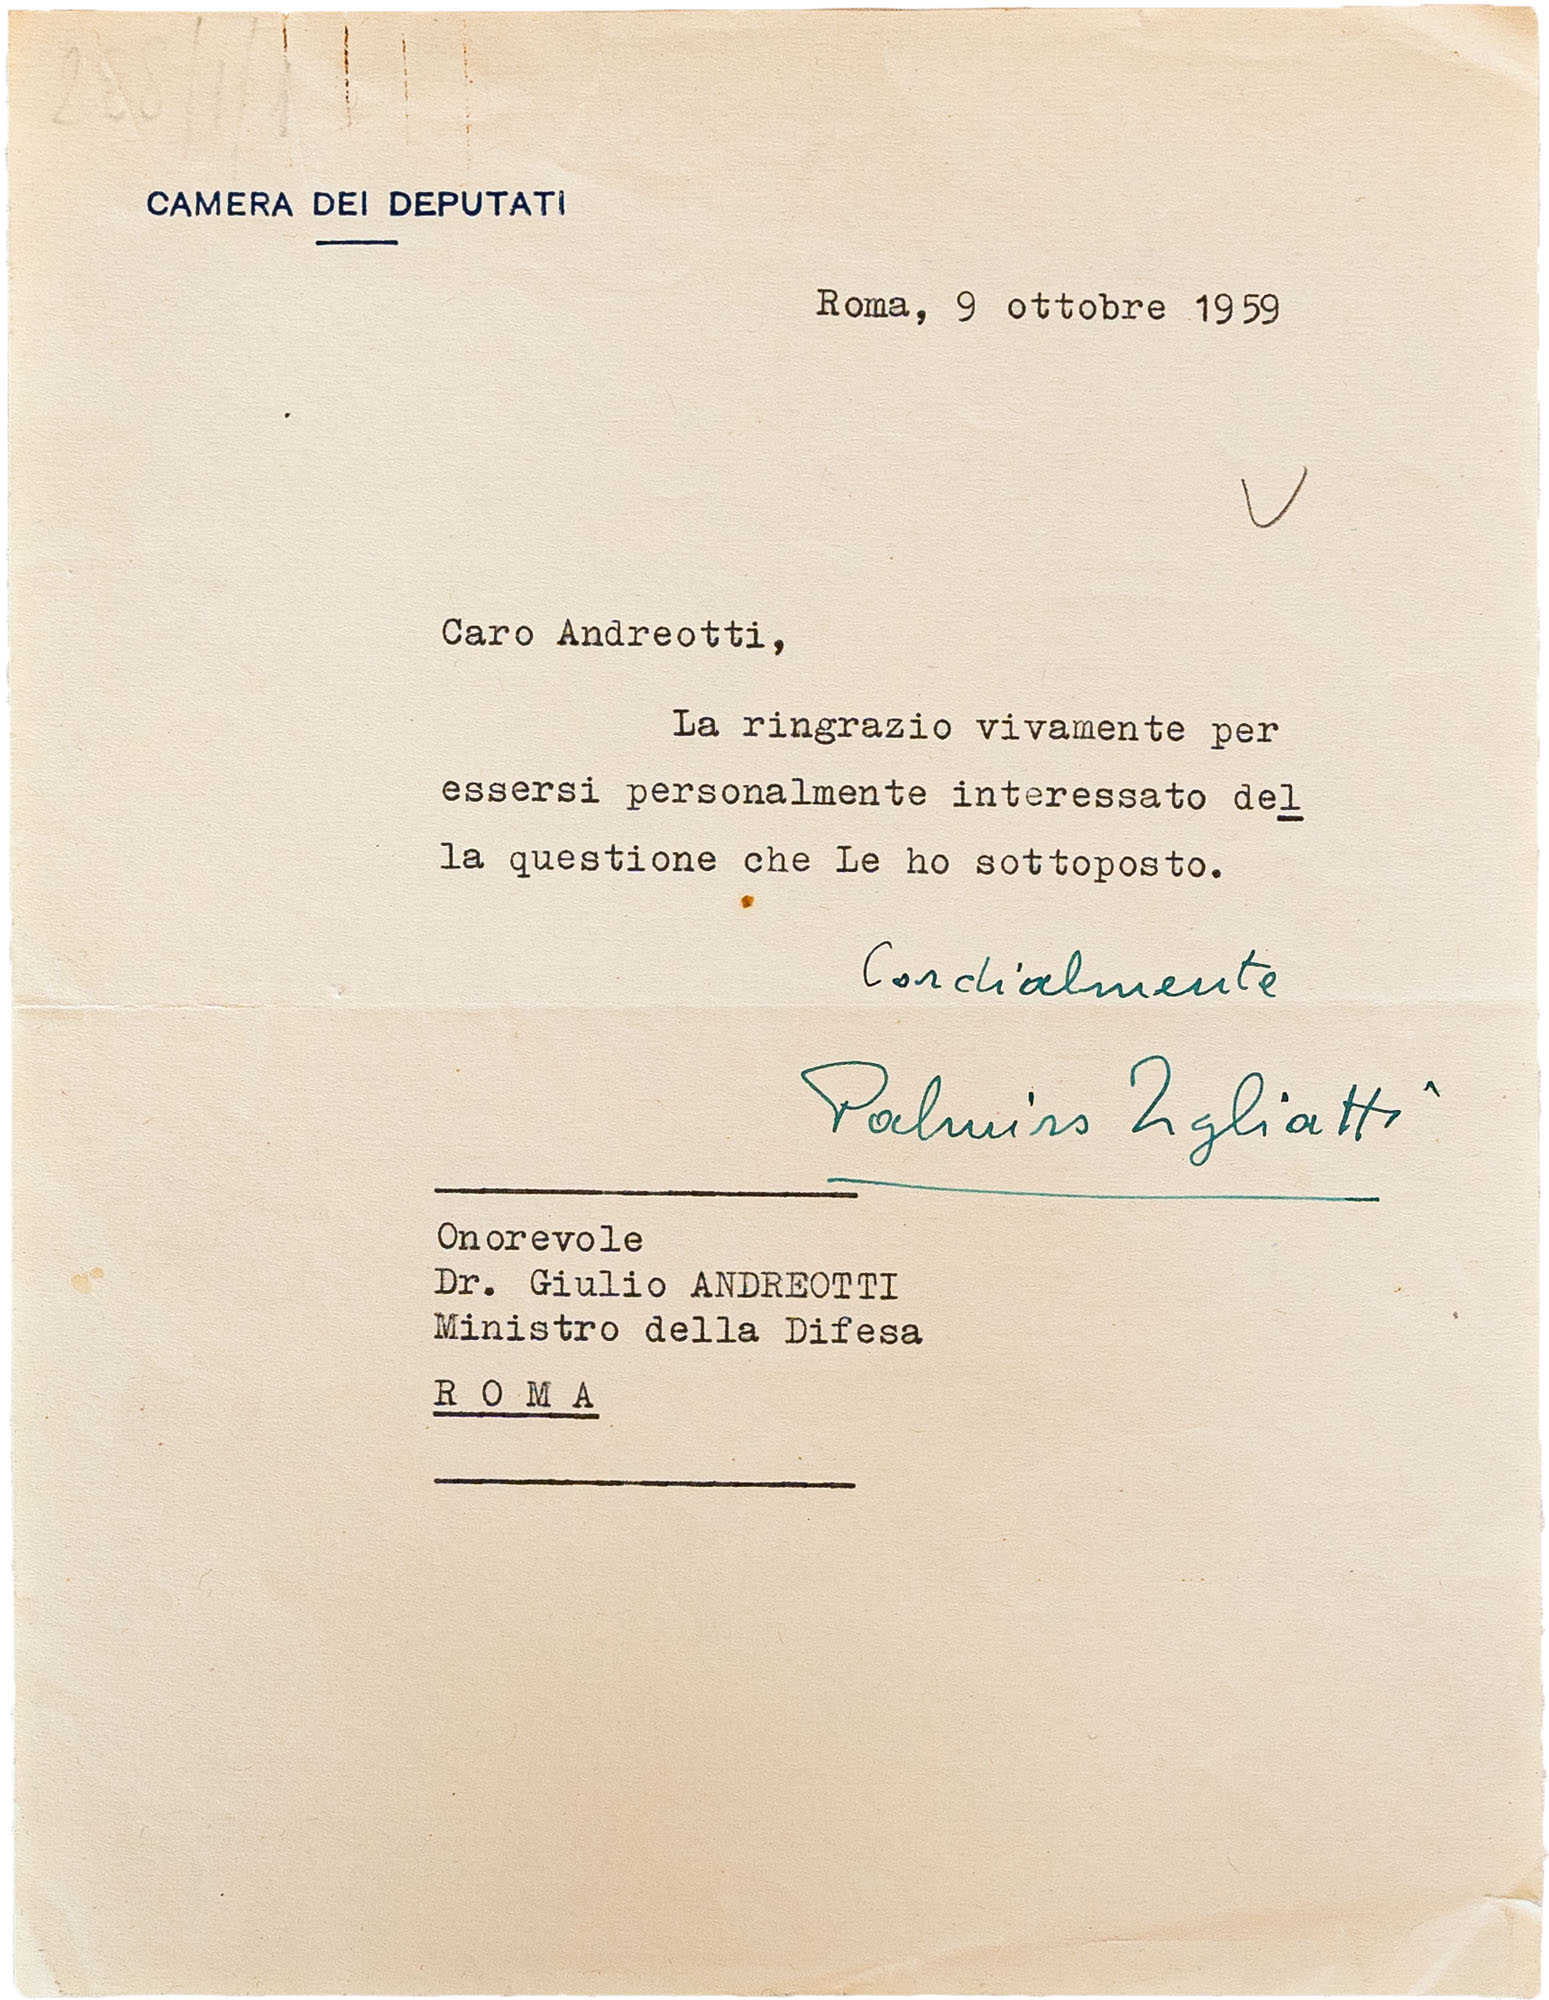 CAMERA DEI DEPUTATI
Roma, 9 ottobre 1959
Caro Andreotti,
La ringrazio vivamente per
essersi personalmente interessato del
la questione che Le ho sottoposto.
Cordialmente
Palmiro Togliatti
Onorevole
Dr. Giulio ANDREOTTI
Ministro della Difesa
R O M A